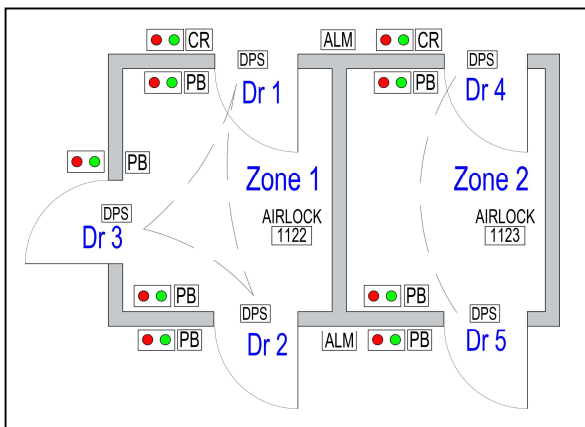 CR ALM CR
DPS DPS
PB Dr 1 PB Dr 4
PB Zone 1 Zone 2
DPS AIRLOCK AIRLOCK
Dr 3 1122 1123
PB PB
DPS DPS
PB Dr 2 ALM PB Dr 5